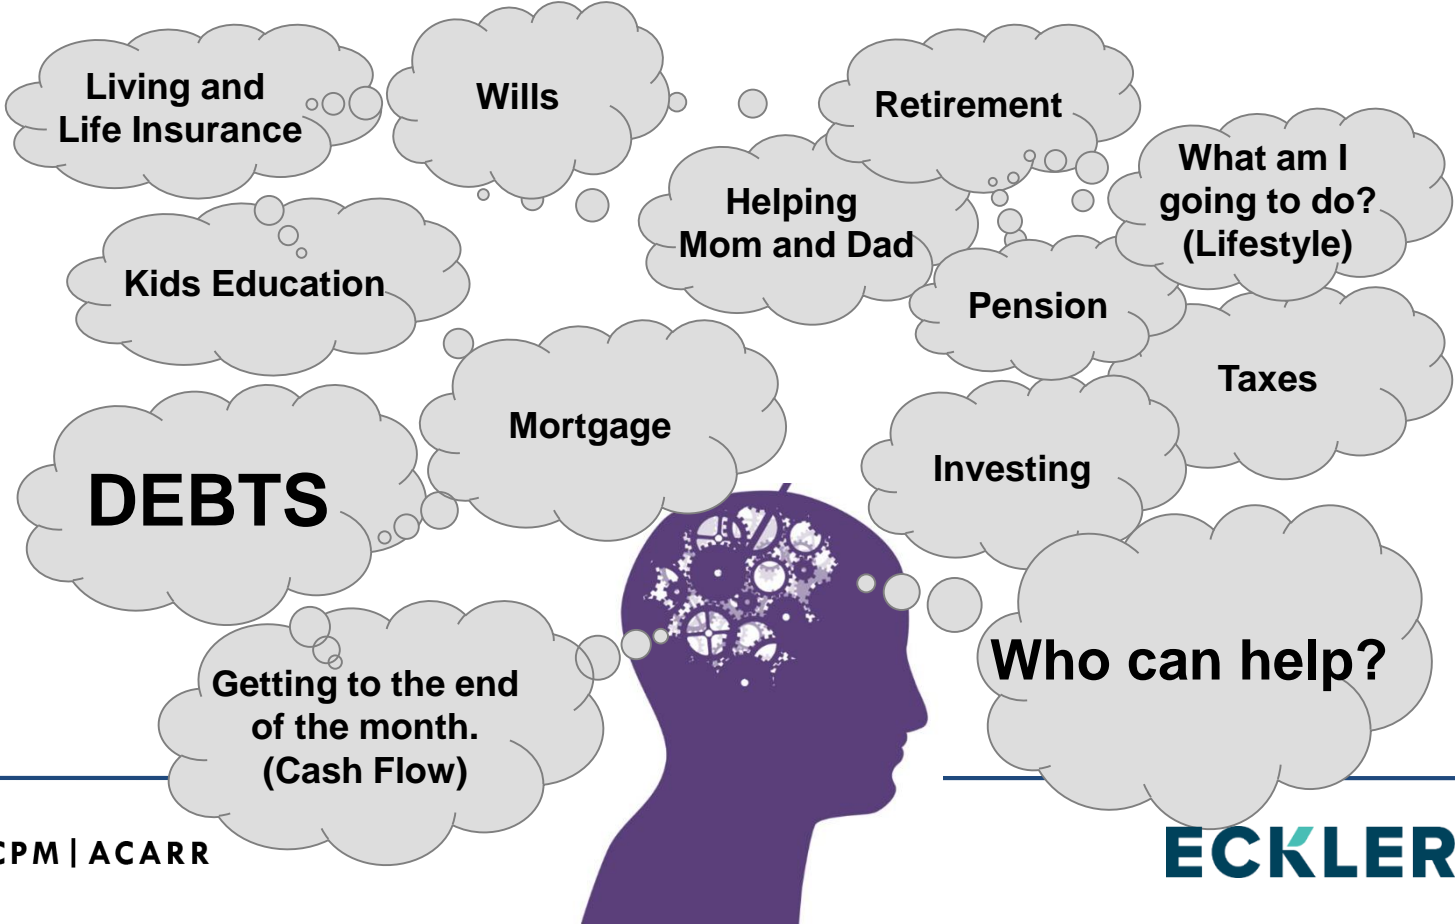 Living and
Life Insurance
Wills
Retirement
What am I
going to do?
(Lifestyle)
Helping
Mom and Dad
Kids Education
Pension
Taxes
Mortgage
Investing
DEBTS
Who can help?
Getting to the end
of the month.
(Cash Flow)
CPM | ACARR
ECKLER